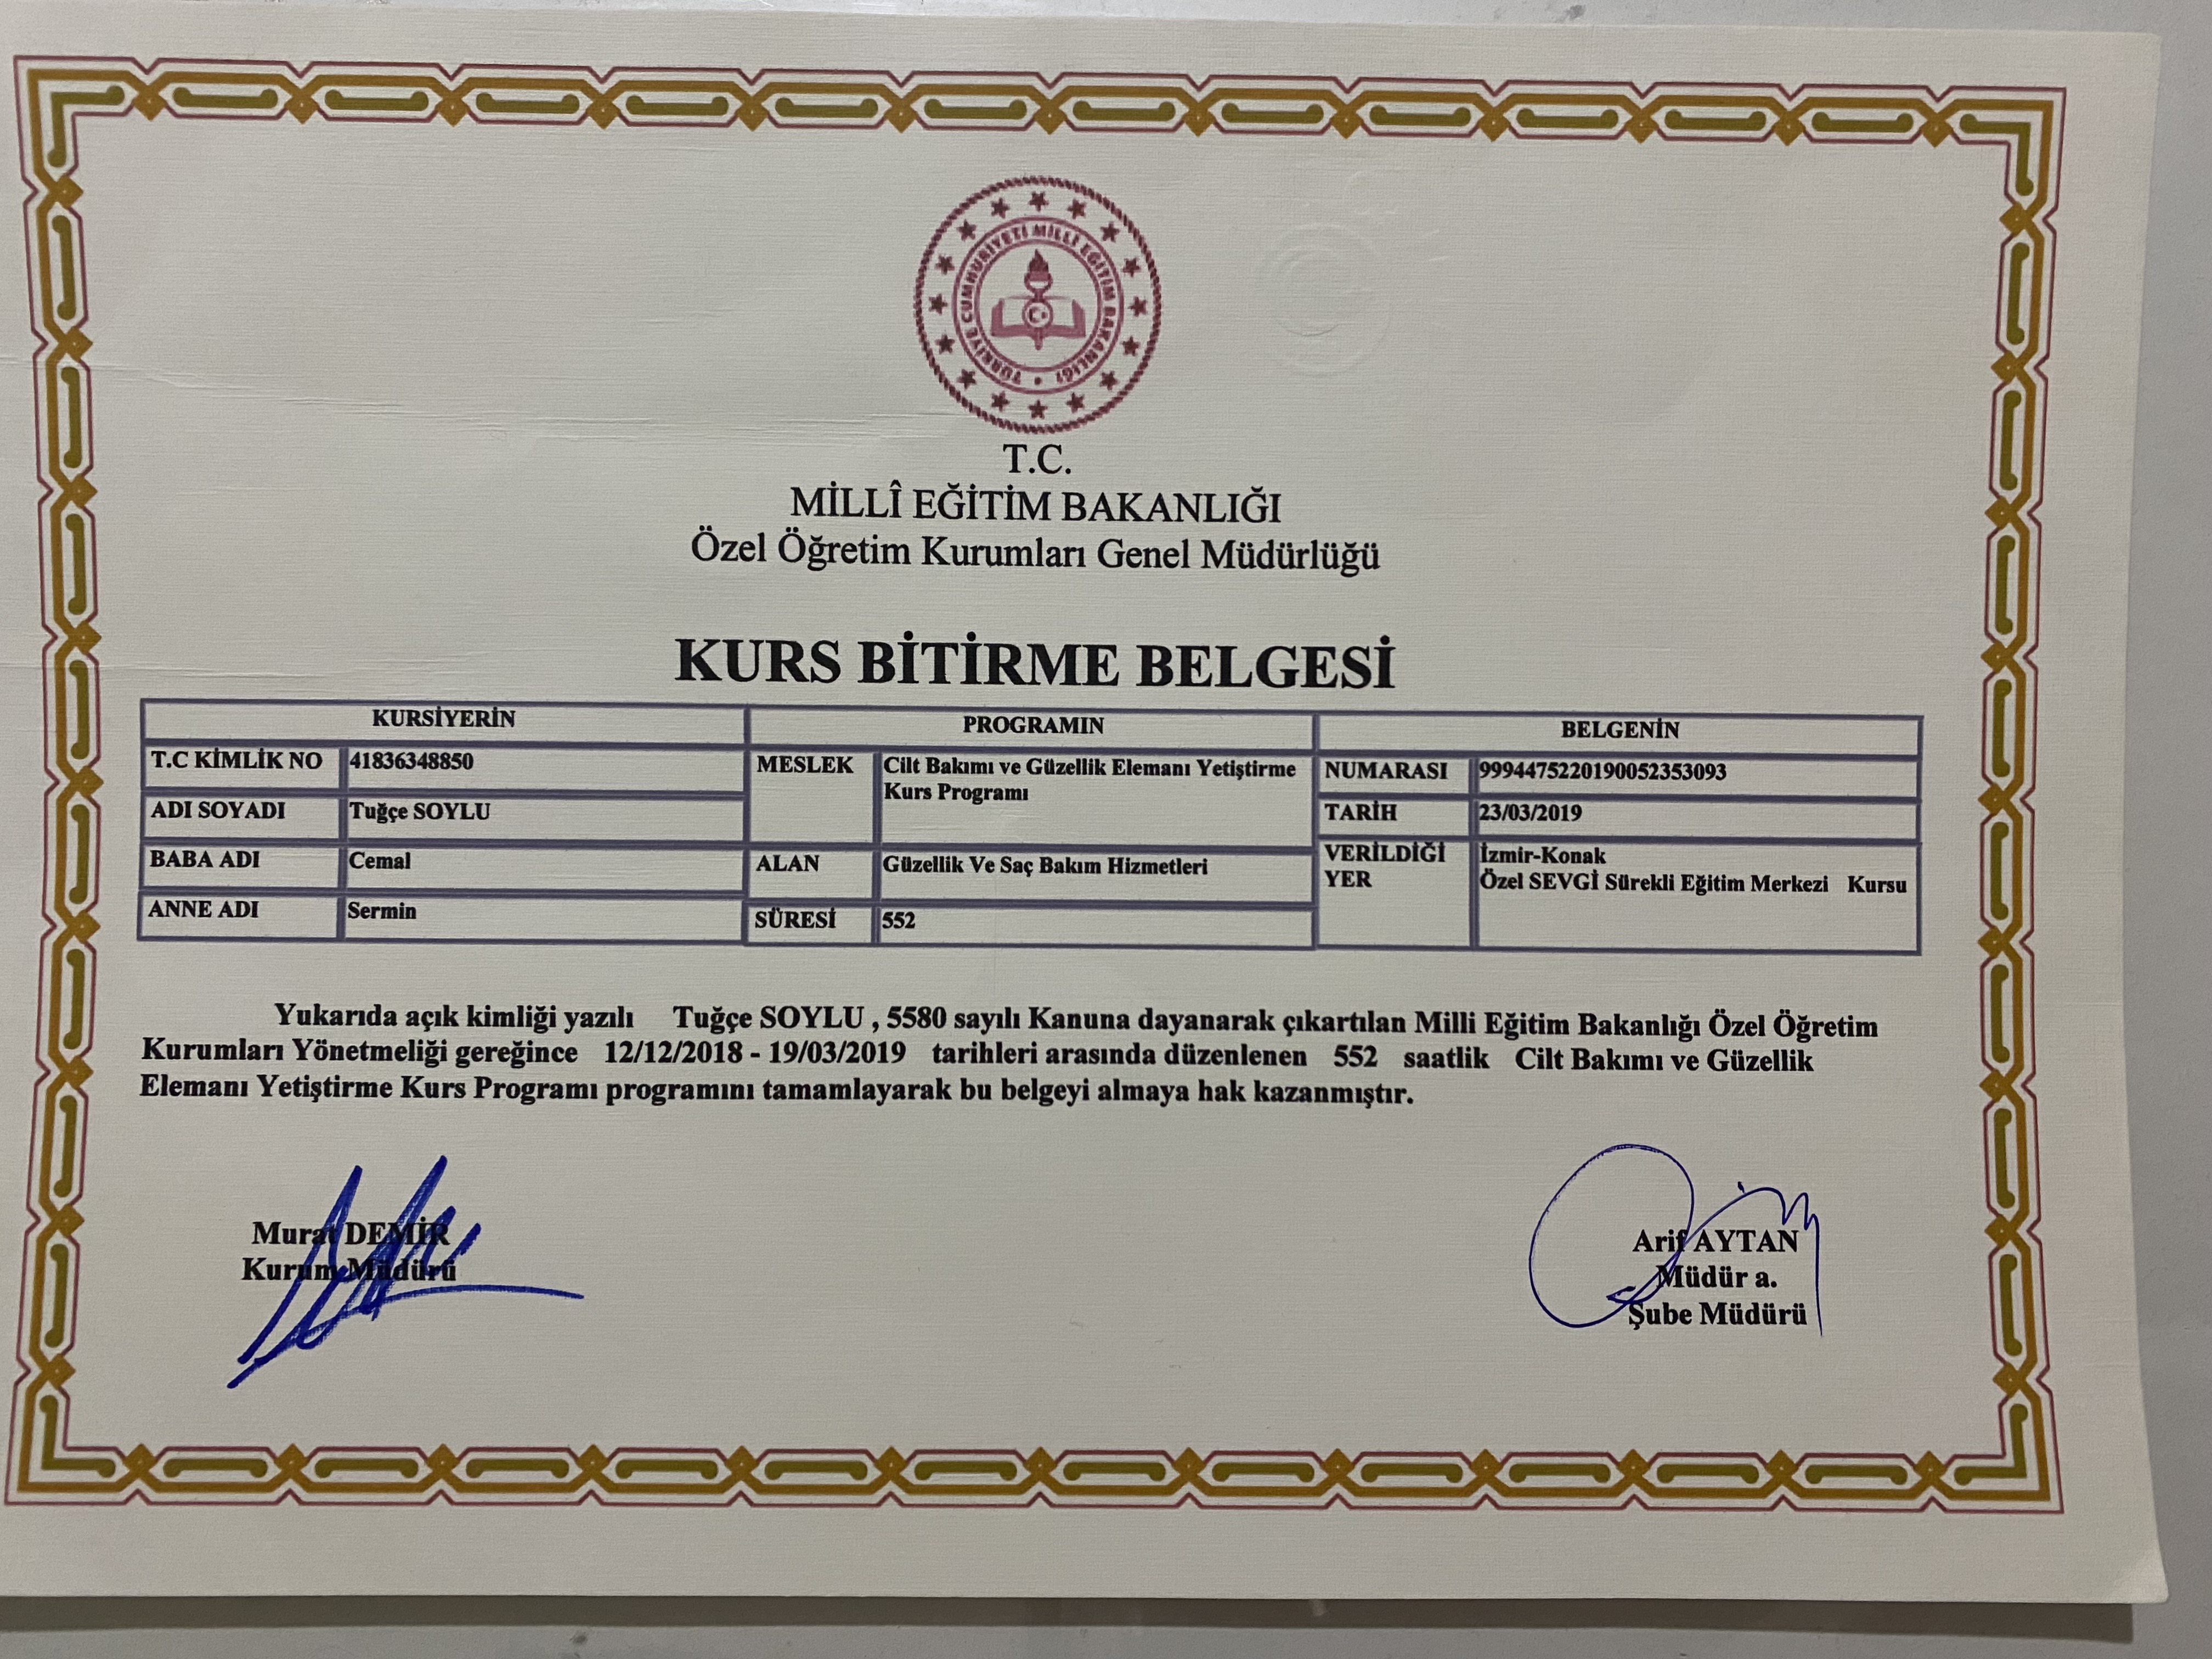 TÜRKİYE CUMHURİYETİ MİLLÎ EĞİTİM BAKANLIĞI
T.C.
MİLLÎ EĞİTİM BAKANLIĞI
Özel Öğretim Kurumları Genel Müdürlüğü
KURS BİTİRME BELGESİ
KURSİYERİN
T.C KİMLİK NO 41836348850
ADI SOYADI Tuğçe SOYLU
BABA ADI Cemal
ANNE ADI Sermin
PROGRAMIN
MESLEK Cilt Bakımı ve Güzellik Elemanı Yetiştirme
Kurs Programı
ALAN Güzellik Ve Saç Bakım Hizmetleri
SÜRESİ 552
BELGENİN
NUMARASI 9994475220190052353093
TARİH 23/03/2019
VERİLDİĞİ İzmir-Konak
YER Özel SEVGİ Sürekli Eğitim Merkezi Kursu
Yukarıda açık kimliği yazılı Tuğçe SOYLU , 5580 sayılı Kanuna dayanarak çıkartılan Milli Eğitim Bakanlığı Özel Öğretim
Kurumları Yönetmeliği gereğince 12/12/2018 - 19/03/2019 tarihleri arasında düzenlenen 552 saatlik Cilt Bakımı ve Güzellik
Elemanı Yetiştirme Kurs Programı programını tamamlayarak bu belgeyi almaya hak kazanmıştır.
Murat DEMİR
Kurum Müdürü
Arif AYTAN
Müdür a.
Şube Müdürü